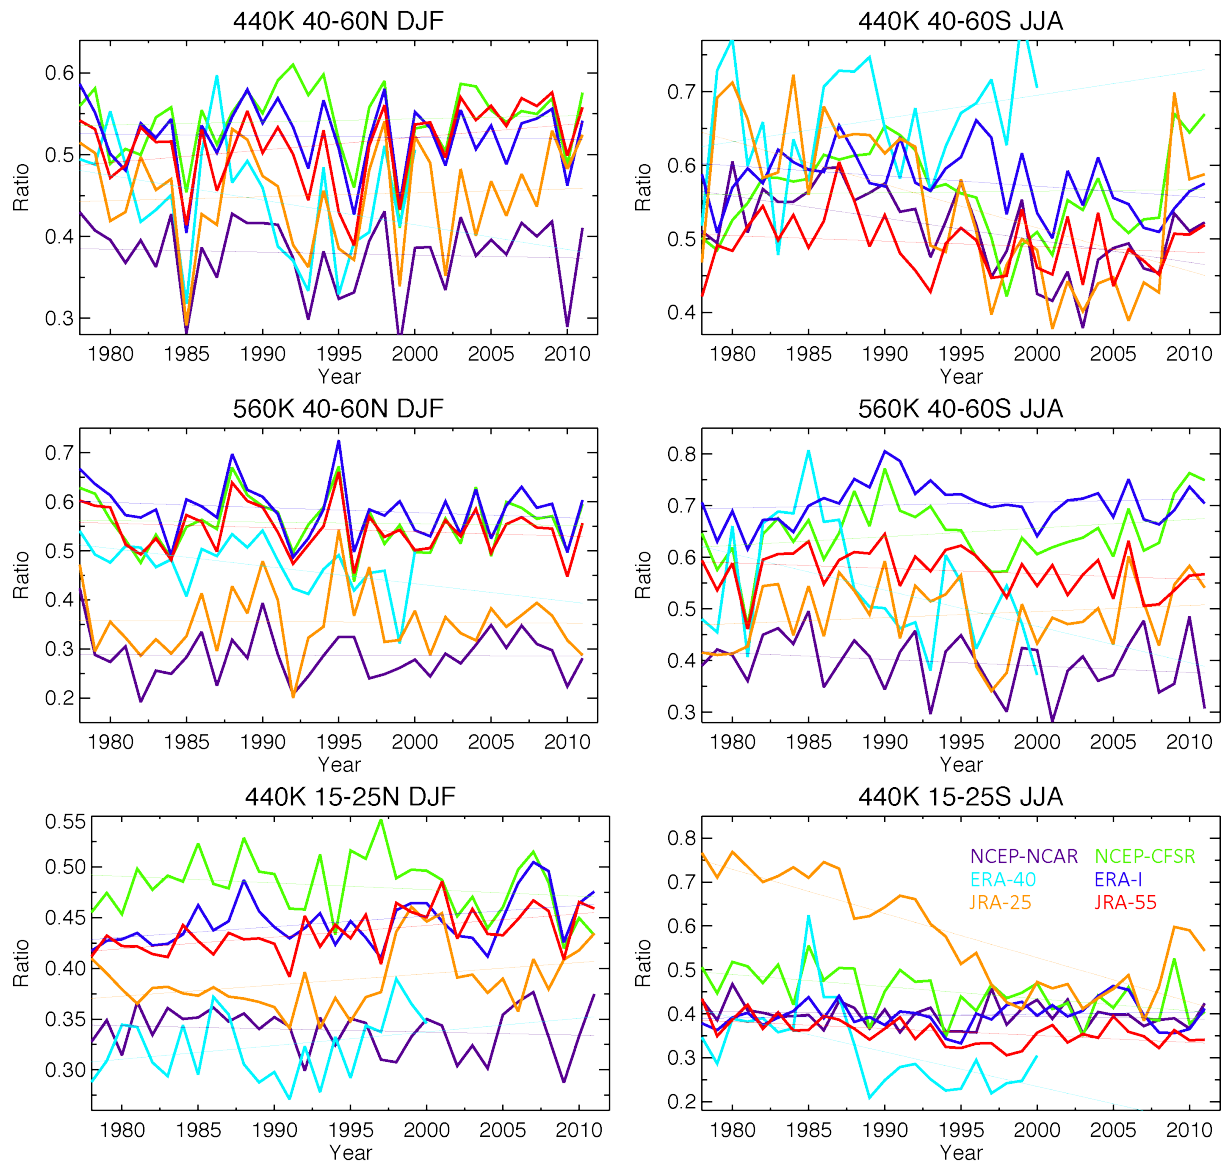 440K 40-60N DJF
0.6
0.5
0.4
0.3
Ratio
1980 1985 1990 1995 2000 2005 2010
Year
440K 40-60S JJA
0.7
0.6
0.5
0.4
Ratio
1980 1985 1990 1995 2000 2005 2010
Year
560K 40-60N DJF
0.7
0.6
0.5
0.4
0.3
0.2
Ratio
1980 1985 1990 1995 2000 2005 2010
Year
560K 40-60S JJA
0.8
0.7
0.6
0.5
0.4
0.3
Ratio
1980 1985 1990 1995 2000 2005 2010
Year
440K 15-25N DJF
0.55
0.50
0.45
0.40
0.35
0.30
Ratio
1980 1985 1990 1995 2000 2005 2010
Year
440K 15-25S JJA
0.8
0.7
0.6
0.5
0.4
0.3
0.2
Ratio
NCEP-NCAR NCEP-CFSR
ERA-40 ERA-I
JRA-25 JRA-55
1980 1985 1990 1995 2000 2005 2010
Year